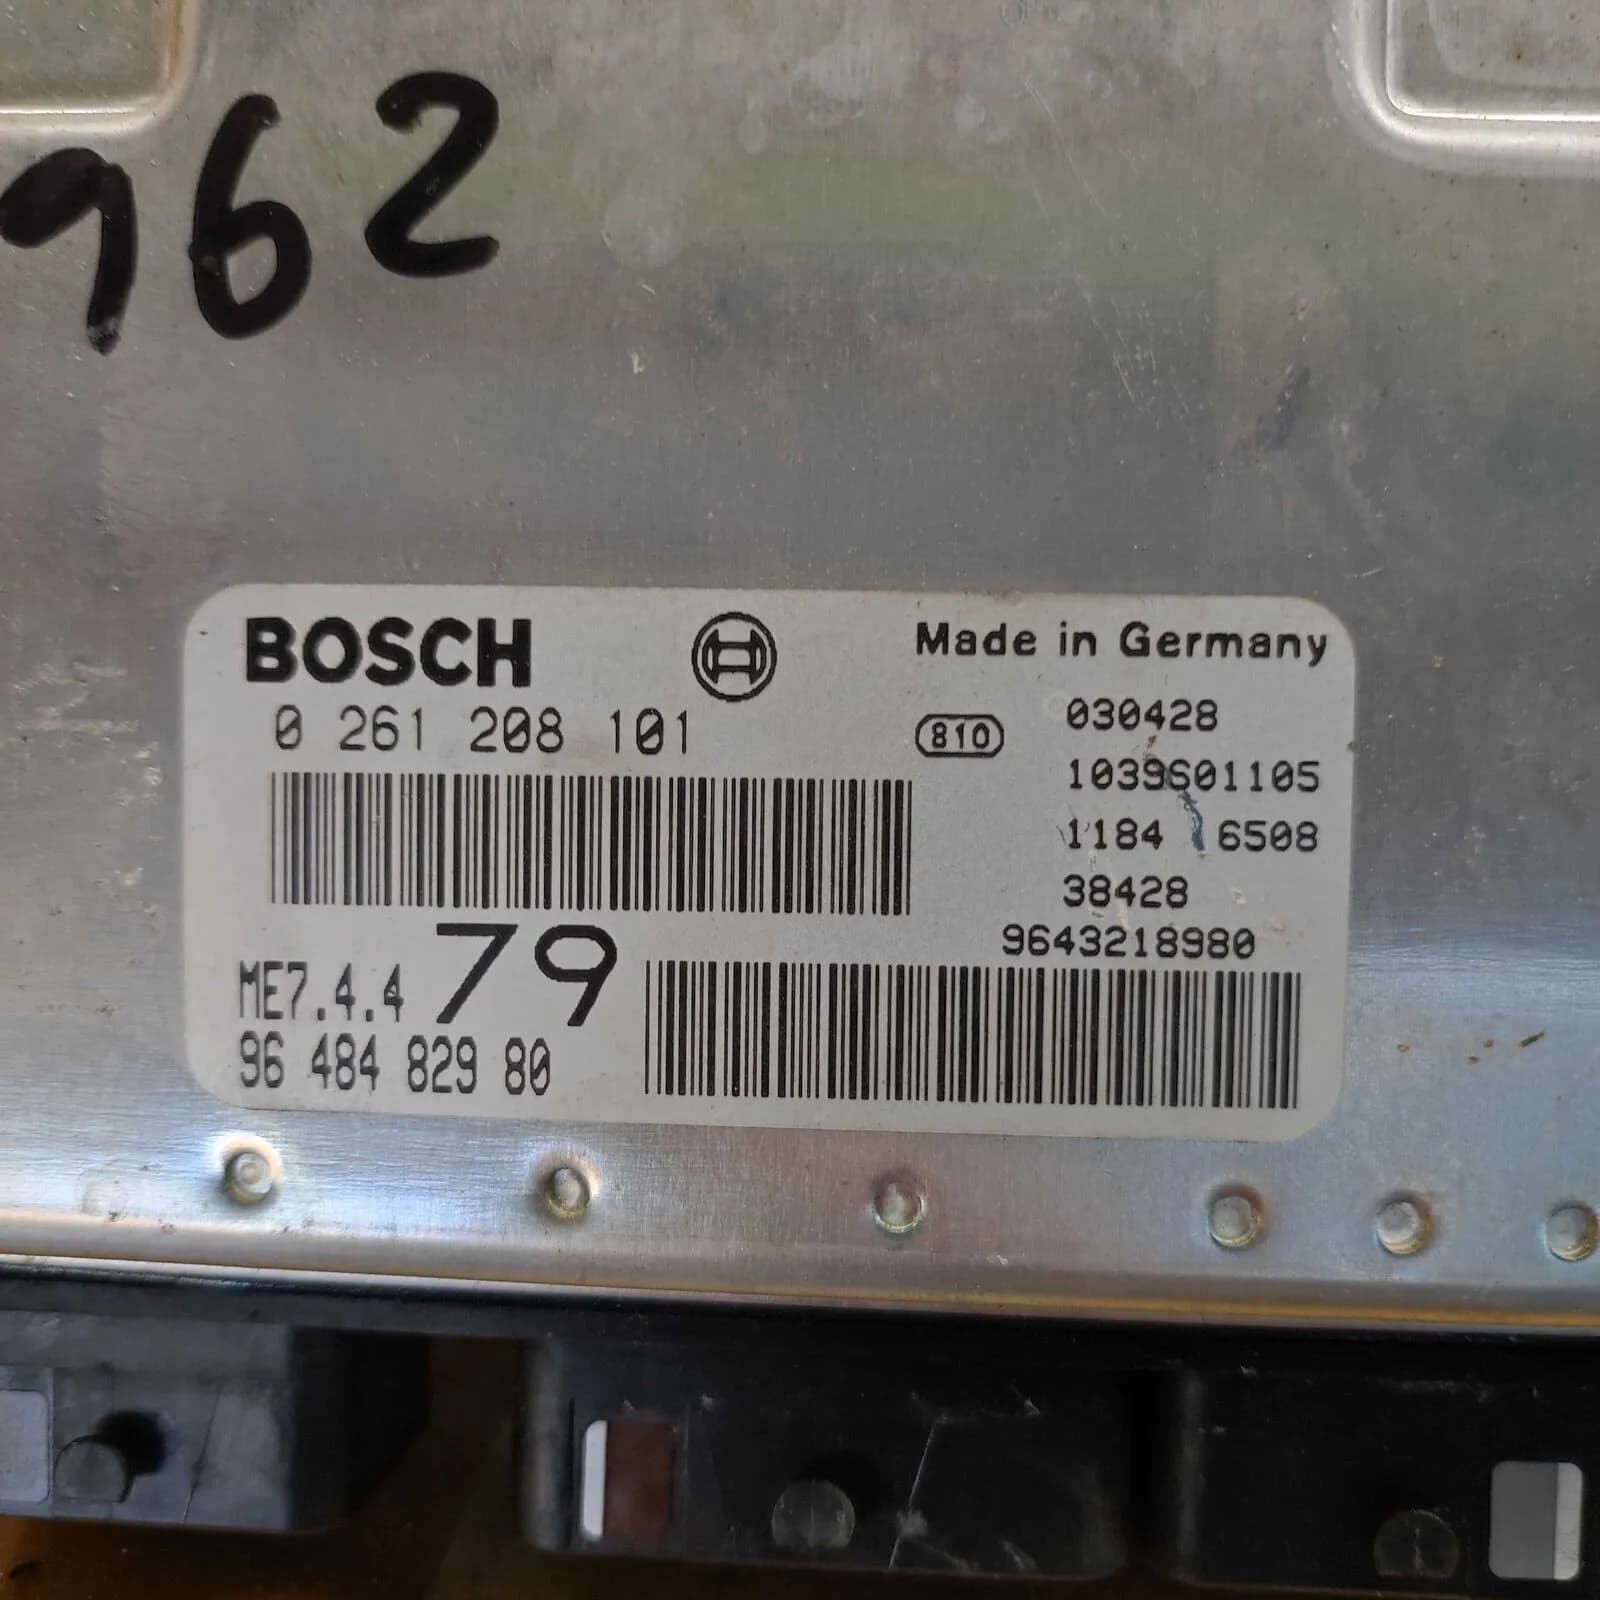 962
BOSCH
Made in Germany
0 261 208 101
810
030428
1039S01105
1184 6508
38428
9643218980
ME7.4.4
79
96 484 829 80